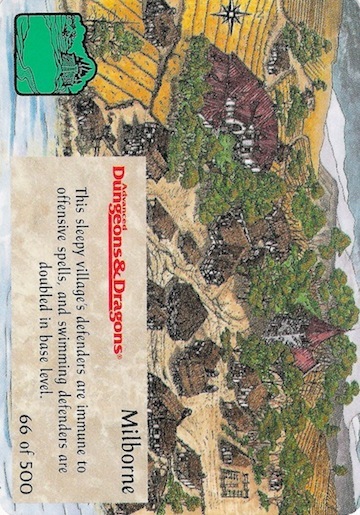 Advanced
Dungeons & Dragons®
Milborne
This sleepy village's defenders are immune to
offensive spells, and swimming defenders are
doubled in base level.
66 of 500